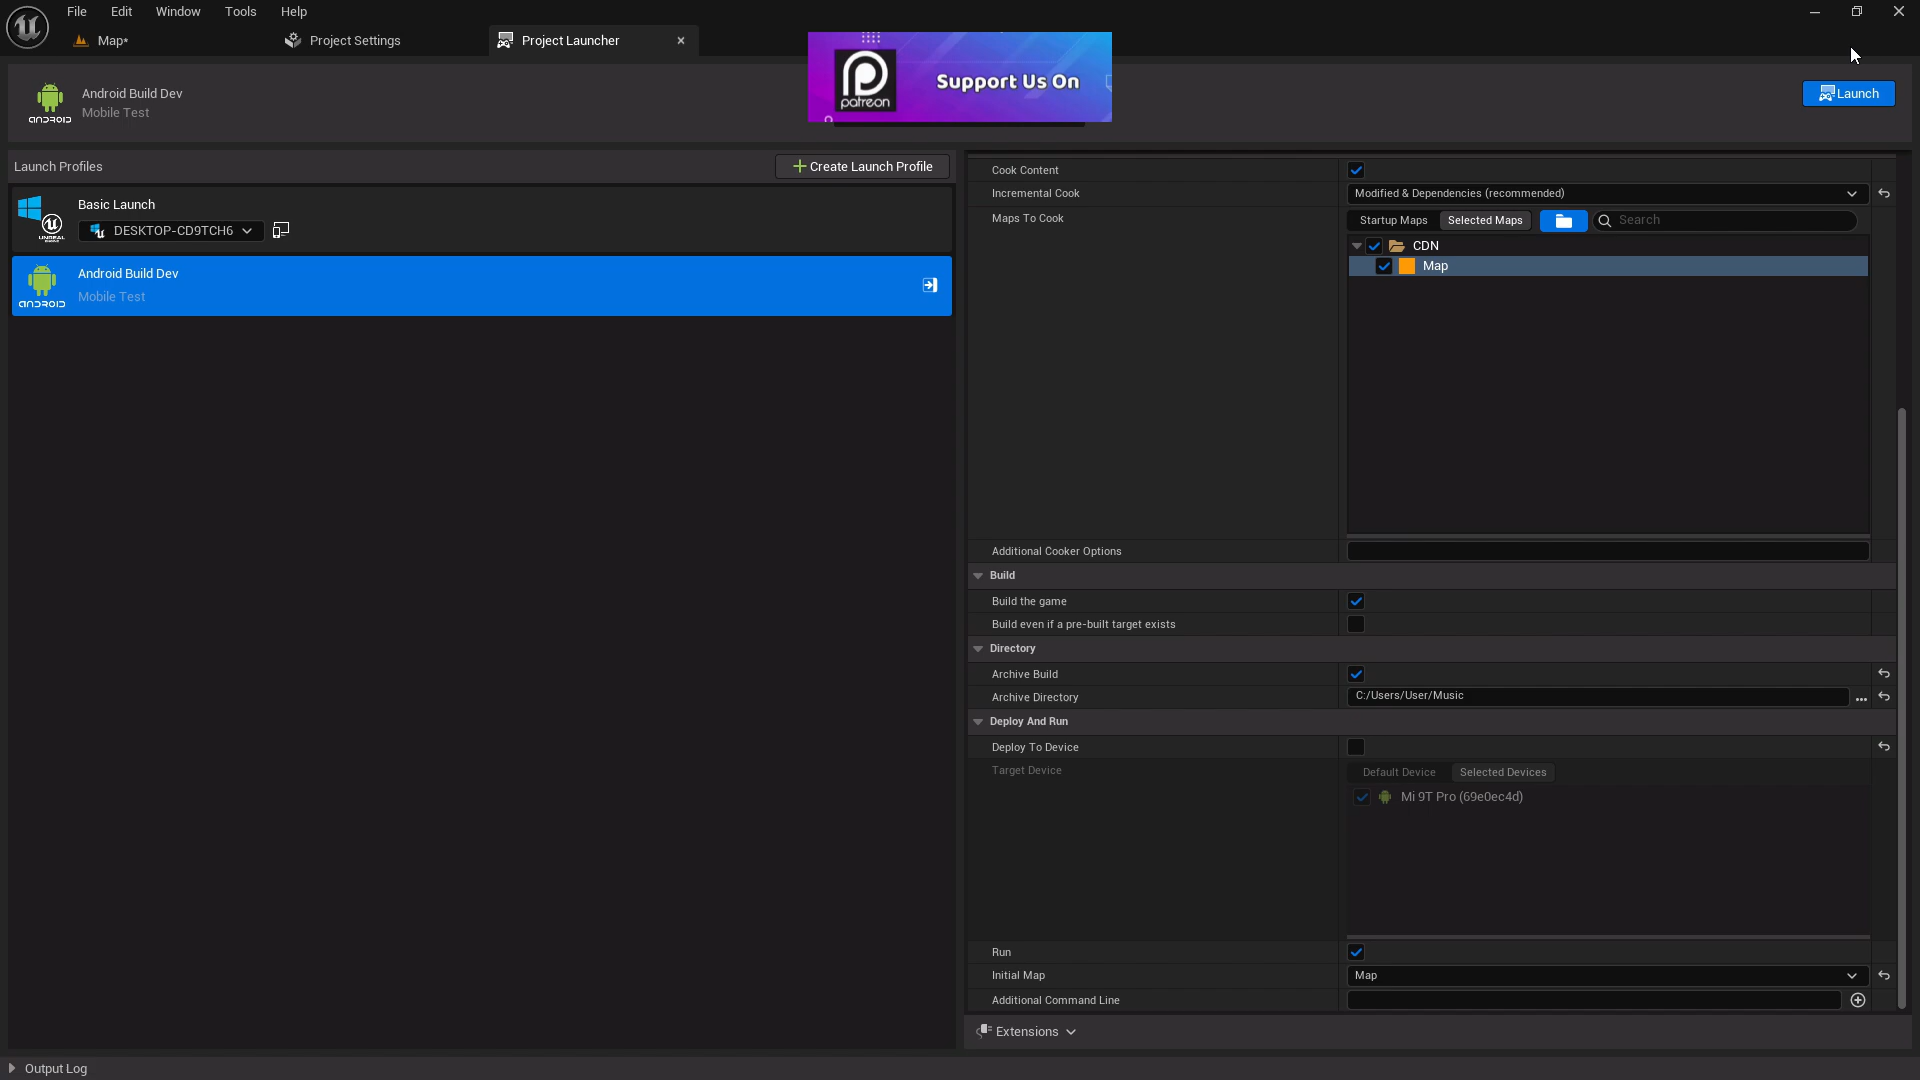 File Edit Window Tools Help
Map*
Project Settings
Project Launcher
Android Build Dev
Mobile Test
ANDROID
patreon
Support Us On
Launch
Launch Profiles
Create Launch Profile
Basic Launch
DESKTOP-CD9TCH6
UNREAL
Android Build Dev
Mobile Test
ANDROID
Cook Content
Incremental Cook
Modified & Dependencies (recommended)
Maps To Cook
Startup Maps
Selected Maps
Search
CDN
Map
Additional Cooker Options
Build
Build the game
Build even if a pre-built target exists
Directory
Archive Build
Archive Directory
C:/Users/User/Music
Deploy And Run
Deploy To Device
Target Device
Default Device
Selected Devices
Mi 9T Pro (69e0ec4d)
Run
Initial Map
Map
Additional Command Line
Extensions
Output Log